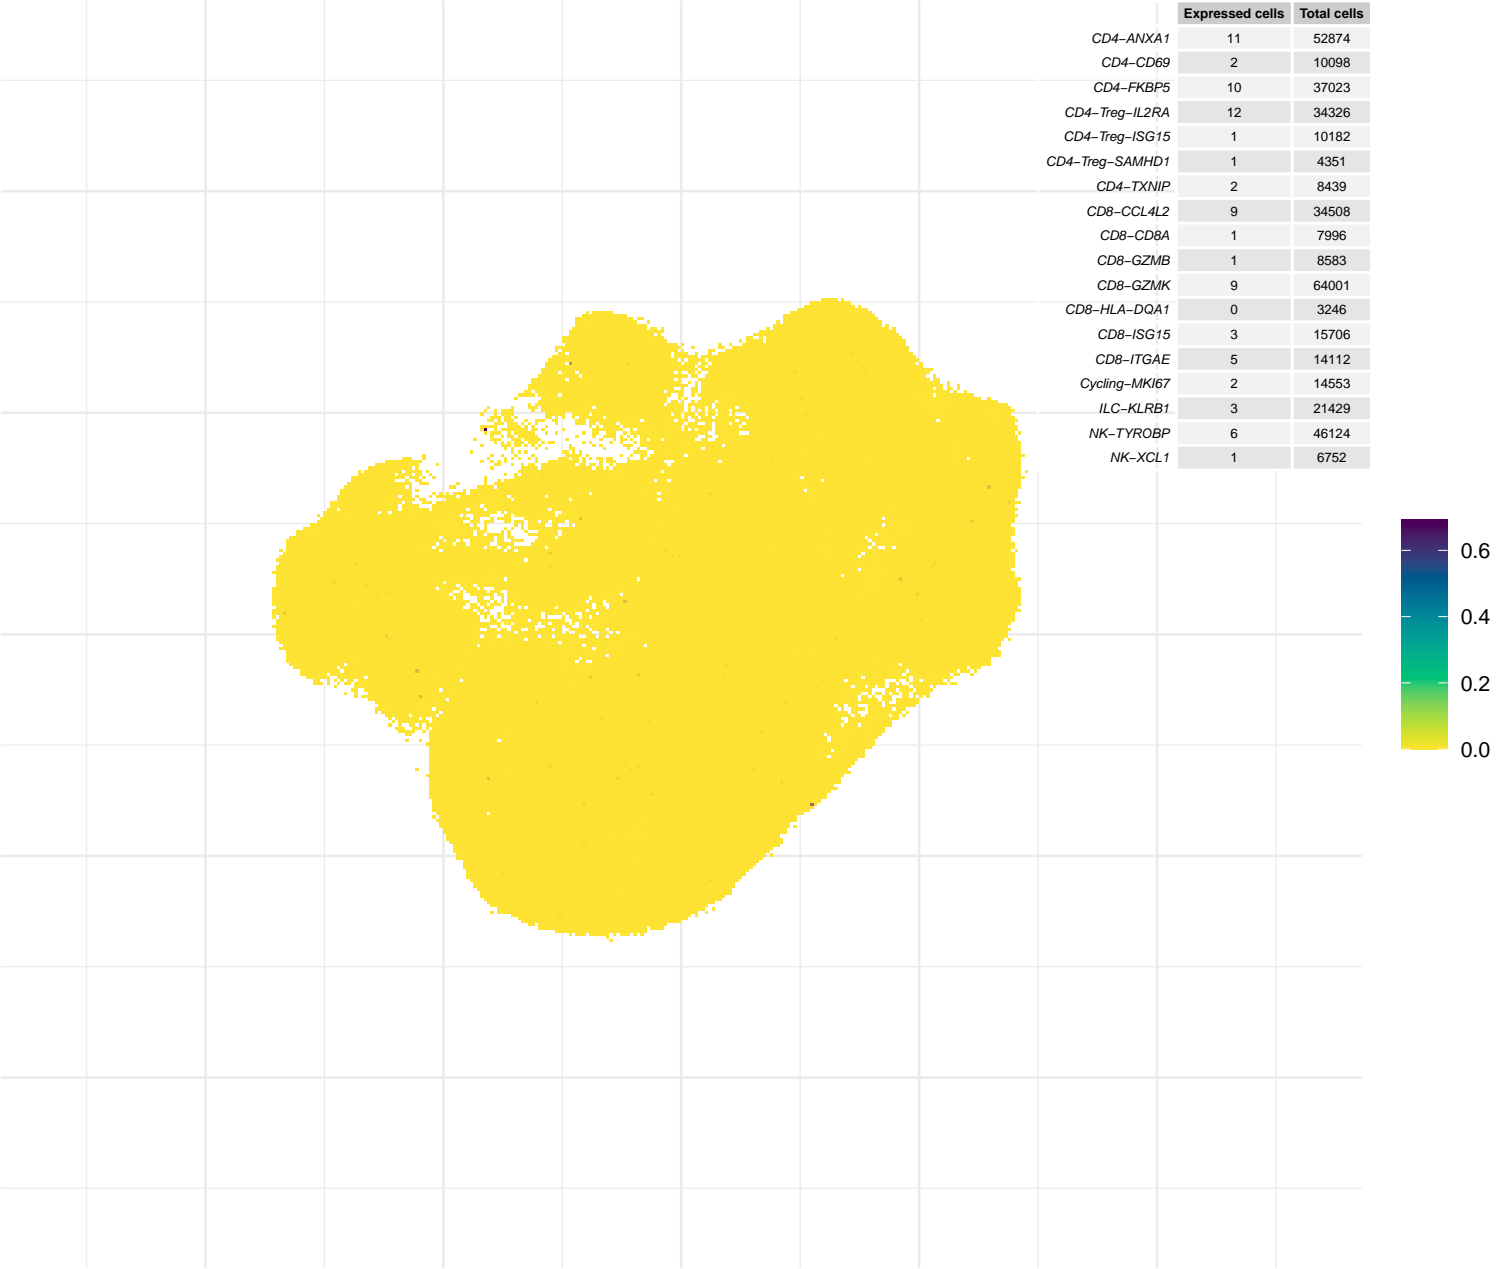 Expressed cells Total cells
CD4−ANXA1 11 52874
CD4−CD69 2 10098
CD4−FKBP5 10 37023
CD4−Treg−IL2RA 12 34326
CD4−Treg−ISG15 1 10182
CD4−Treg−SAMHD1 1 4351
CD4−TXNIP 2 8439
CD8−CCL4L2 9 34508
CD8−CD8A 1 7996
CD8−GZMB 1 8583
CD8−GZMK 9 64001
CD8−HLA−DQA1 0 3246
CD8−ISG15 3 15706
CD8−ITGAE 5 14112
Cycling−MKI67 2 14553
ILC−KLRB1 3 21429
NK−TYROBP 6 46124
NK−XCL1 1 6752
0.6
0.4
0.2
0.0